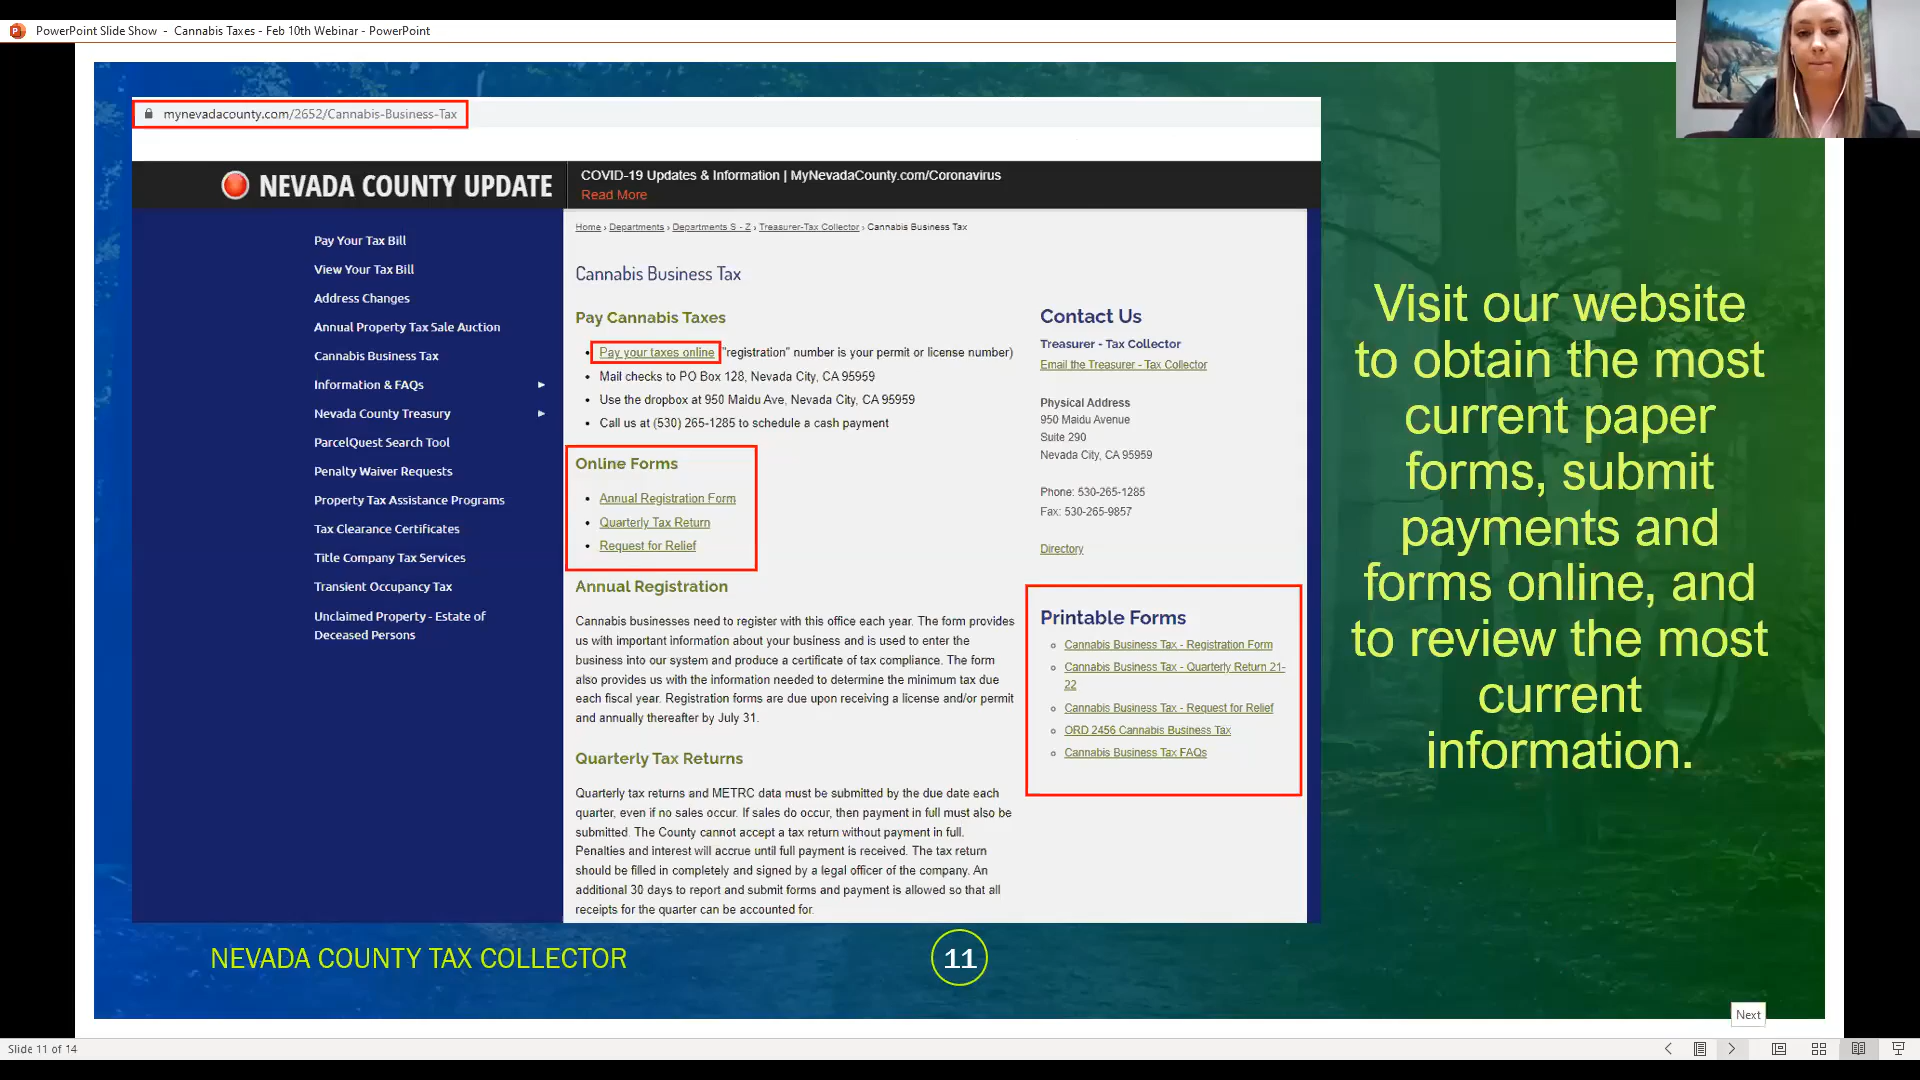 PowerPoint Slide Show - Cannabis Taxes - Feb 10th Webinar - PowerPoint
mynevadacounty.com/2652/Cannabis-Business-Tax
NEVADA COUNTY UPDATE
COVID-19 Updates & Information | MyNevadaCounty.com/Coronavirus
Read More
Pay Your Tax Bill
View Your Tax Bill
Address Changes
Annual Property Tax Sale Auction
Cannabis Business Tax
Information & FAQs
Nevada County Treasury
ParcelQuest Search Tool
Penalty Waiver Requests
Property Tax Assistance Programs
Tax Clearance Certificates
Title Company Tax Services
Transient Occupancy Tax
Unclaimed Property - Estate of
Deceased Persons
Home › Departments › Departments S - Z › Treasurer-Tax Collector › Cannabis Business Tax
Cannabis Business Tax
Pay Cannabis Taxes
• Pay your taxes online "registration" number is your permit or license number)
• Mail checks to PO Box 128, Nevada City, CA 95959
• Use the dropbox at 950 Maidu Ave, Nevada City, CA 95959
• Call us at (530) 265-1285 to schedule a cash payment
Online Forms
• Annual Registration Form
• Quarterly Tax Return
• Request for Relief
Annual Registration
Cannabis businesses need to register with this office each year. The form provides
us with important information about your business and is used to enter the
business into our system and produce a certificate of tax compliance. The form
also provides us with the information needed to determine the minimum tax due
each fiscal year. Registration forms are due upon receiving a license and/or permit
and annually thereafter by July 31.
Quarterly Tax Returns
Quarterly tax returns and METRC data must be submitted by the due date each
quarter, even if no sales occur. If sales do occur, then payment in full must also be
submitted. The County cannot accept a tax return without payment in full.
Penalties and interest will accrue until full payment is received. The tax return
should be filled in completely and signed by a legal officer of the company. An
additional 30 days to report and submit forms and payment is allowed so that all
receipts for the quarter can be accounted for.
Contact Us
Treasurer - Tax Collector
Email the Treasurer - Tax Collector
Physical Address
950 Maidu Avenue
Suite 290
Nevada City, CA 95959
Phone: 530-265-1285
Fax: 530-265-9857
Directory
Printable Forms
Cannabis Business Tax - Registration Form
Cannabis Business Tax - Quarterly Return 21-
22
Cannabis Business Tax - Request for Relief
ORD 2456 Cannabis Business Tax
Cannabis Business Tax FAQs
Visit our website
to obtain the most
current paper
forms, submit
payments and
forms online, and
to review the most
current
information.
NEVADA COUNTY TAX COLLECTOR
11
Next
Slide 11 of 14